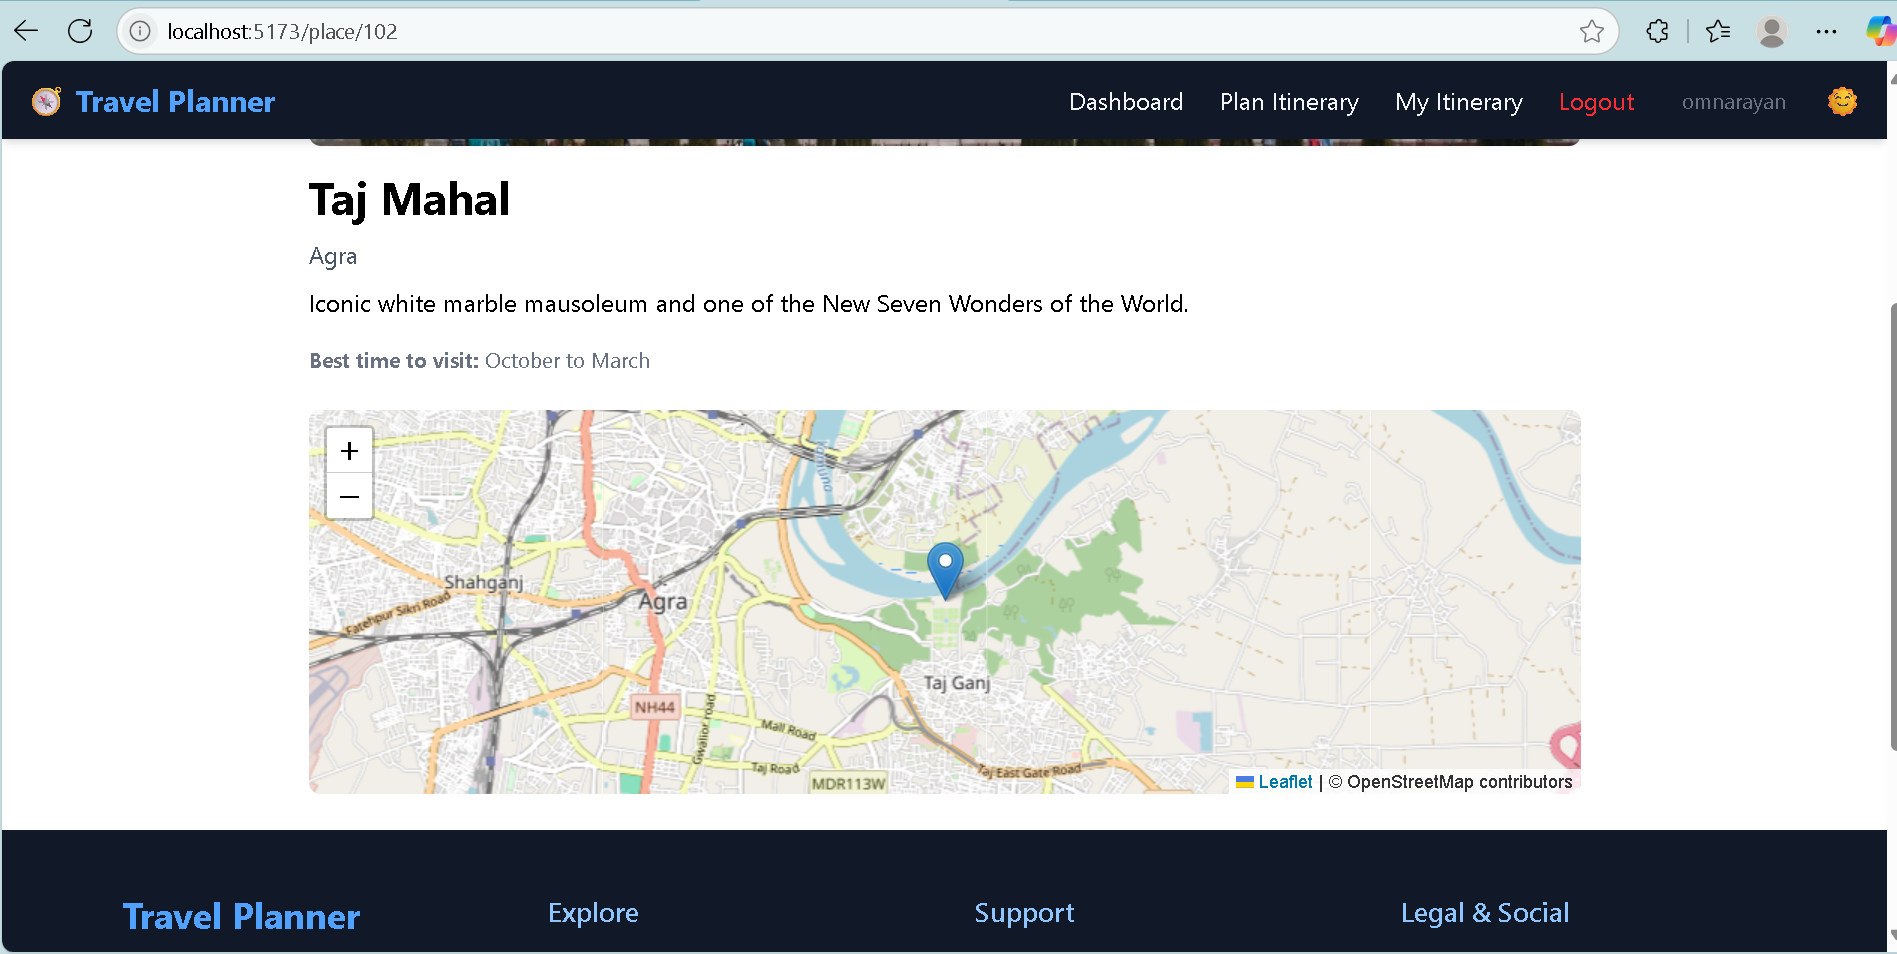 localhost:5173/place/102
Travel Planner
Dashboard
Plan Itinerary
My Itinerary
Logout
omnarayan
Taj Mahal
Agra
Iconic white marble mausoleum and one of the New Seven Wonders of the World.
Best time to visit: October to March
+
−
Shahganj
Agra
Fatehpur Sikri Road
Taj Ganj
NH44
Gwalior road
Mall Road
Taj Road
MDR113W
Taj East Gate Road
Leaflet | © OpenStreetMap contributors
Travel Planner
Explore
Support
Legal & Social